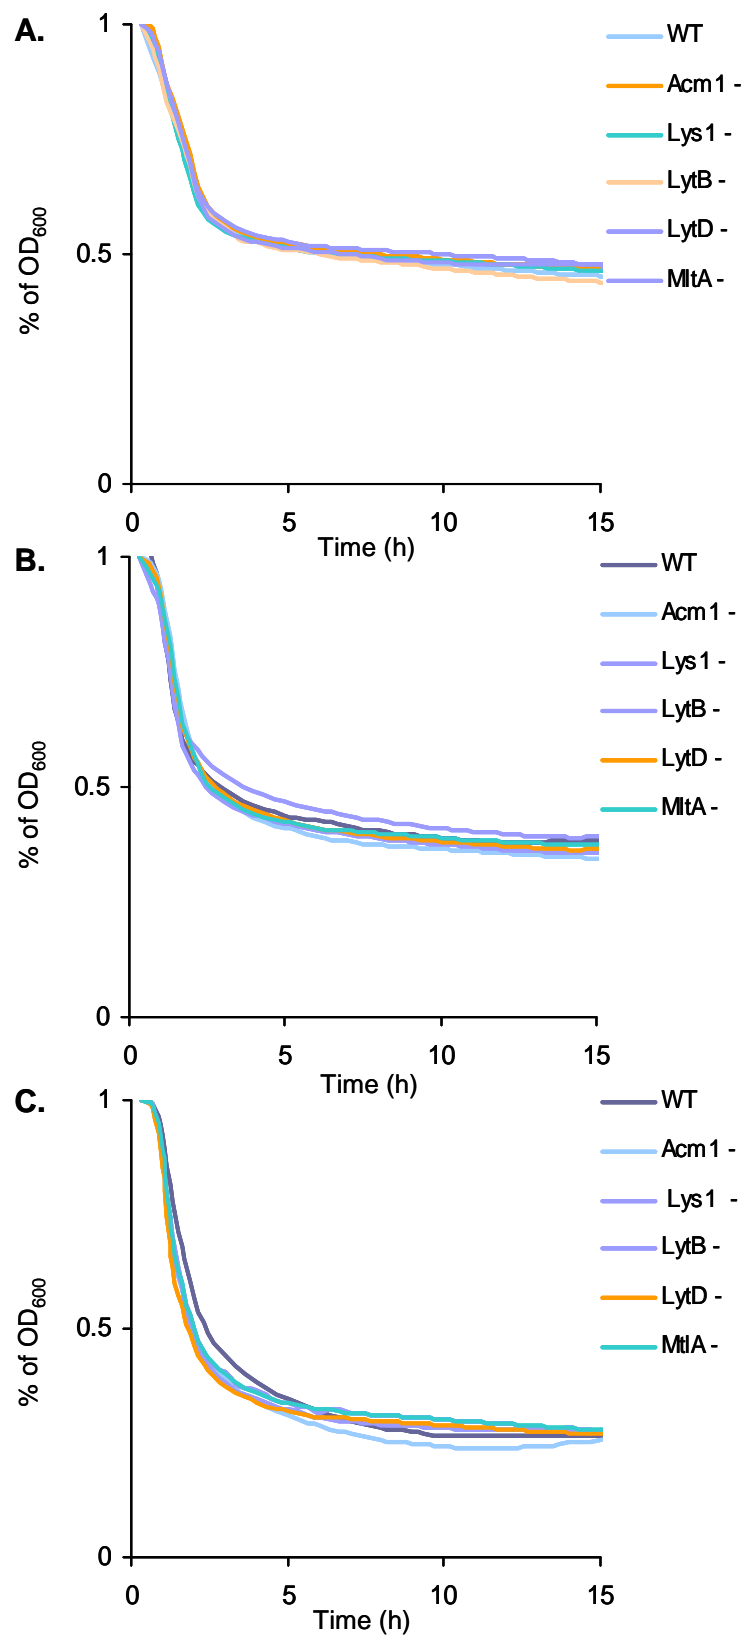 A.
1
0.5
0
% of OD600
0 5 10 15
Time (h)
WT
Acm1 -
Lys1 -
LytB -
LytD -
MltA -
B.
1
0.5
0
% of OD600
0 5 10 15
Time (h)
WT
Acm1 -
Lys1 -
LytB -
LytD -
MltA -
C.
1
0.5
0
% of OD600
0 5 10 15
Time (h)
WT
Acm1 -
Lys1 -
LytB -
LytD -
MtlA -